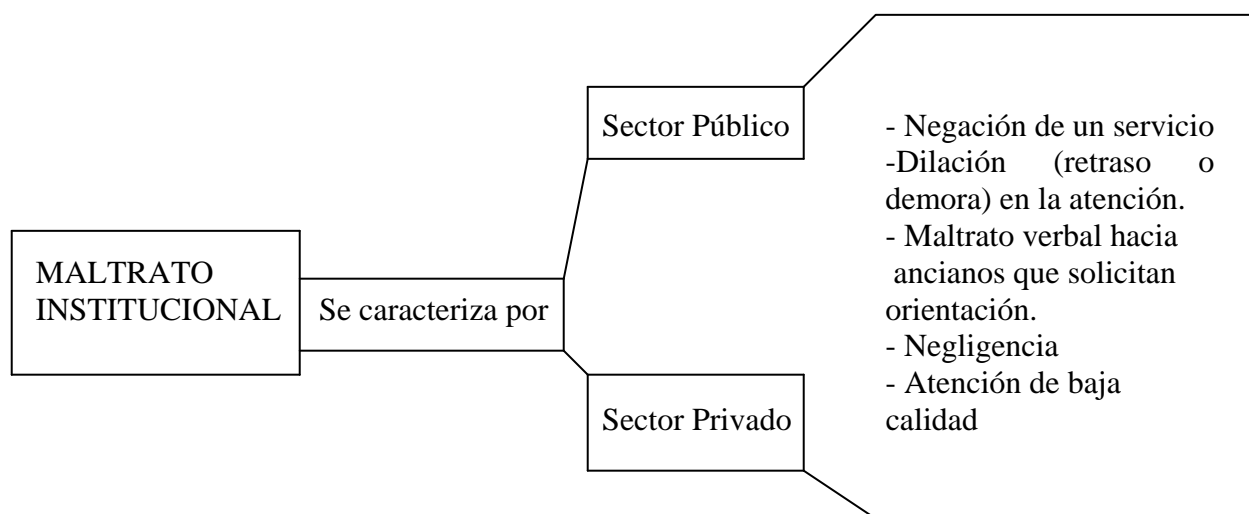 MALTRATO
INSTITUCIONAL
Se caracteriza por
Sector Público
Sector Privado
- Negación de un servicio
-Dilación (retraso o
demora) en la atención.
- Maltrato verbal hacia
ancianos que solicitan
orientación.
- Negligencia
- Atención de baja
calidad